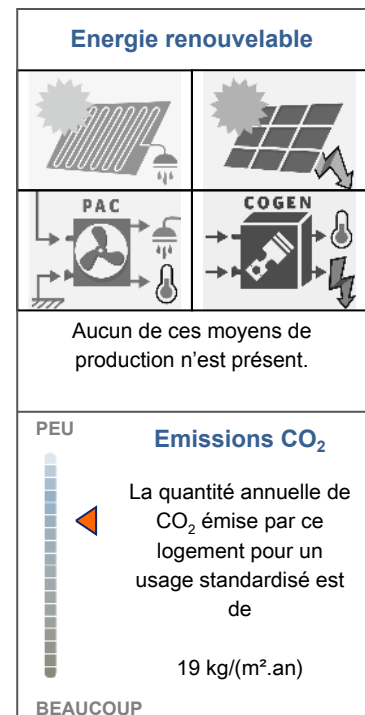 Energie renouvelable
PAC
COGEN
Aucun de ces moyens de
production n'est présent.
PEU
Emissions CO₂
La quantité annuelle de
CO₂ émise par ce
logement pour un
usage standardisé est
de
19 kg/(m².an)
BEAUCOUP